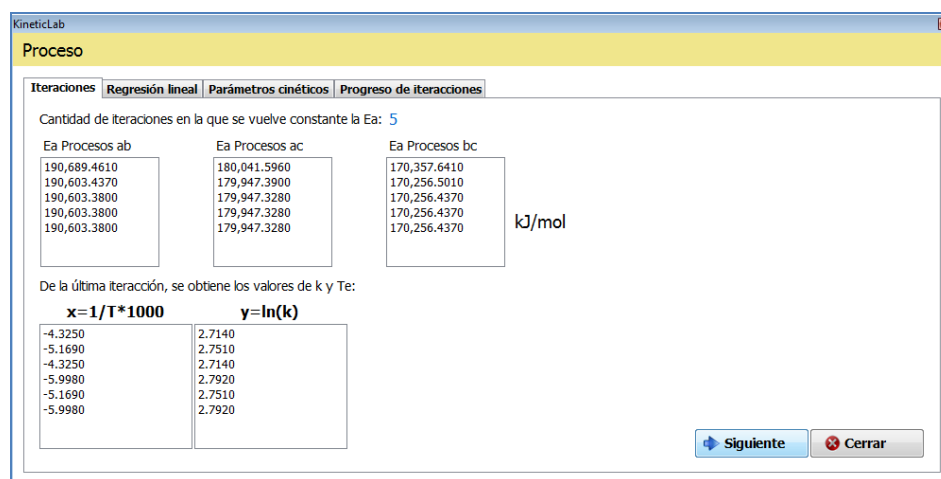 KineticLab
Proceso
Iteraciones Regresión lineal Parámetros cinéticos Progreso de iteracciones
Cantidad de iteraciones en la que se vuelve constante la Ea: 5
Ea Procesos ab Ea Procesos ac Ea Procesos bc
190,689.4610 180,041.5960 170,357.6410
190,603.4370 179,947.3900 170,256.5010
190,603.3800 179,947.3280 170,256.4370
190,603.3800 179,947.3280 170,256.4370
190,603.3800 179,947.3280 170,256.4370
kJ/mol
De la última iteracción, se obtiene los valores de k y Te:
x=1/T*1000 y=ln(k)
-4.3250 2.7140
-5.1690 2.7510
-4.3250 2.7140
-5.9980 2.7920
-5.1690 2.7510
-5.9980 2.7920
Siguiente Cerrar